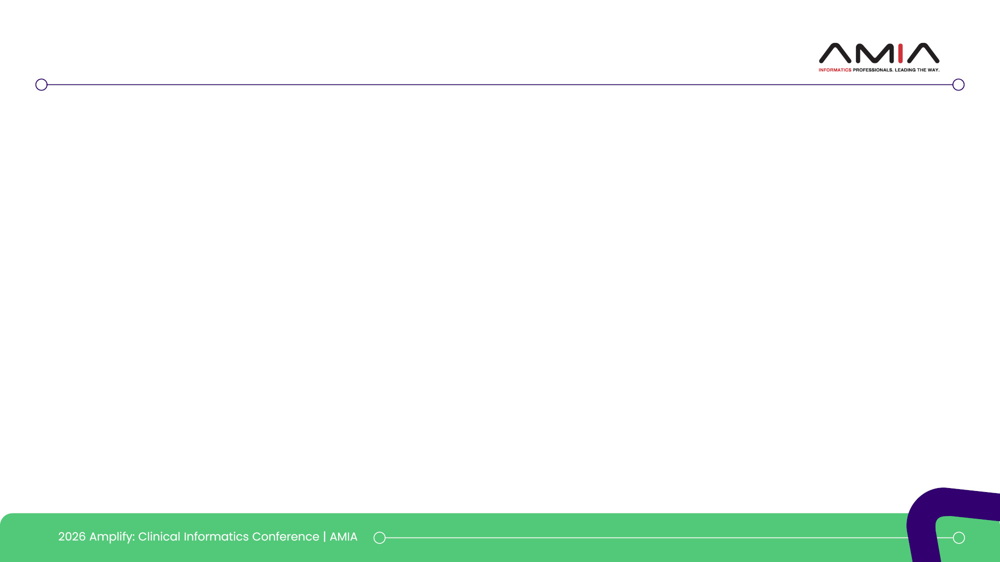 AMIA
INFORMATICS PROFESSIONALS. LEADING THE WAY.
2026 Amplify: Clinical Informatics Conference | AMIA